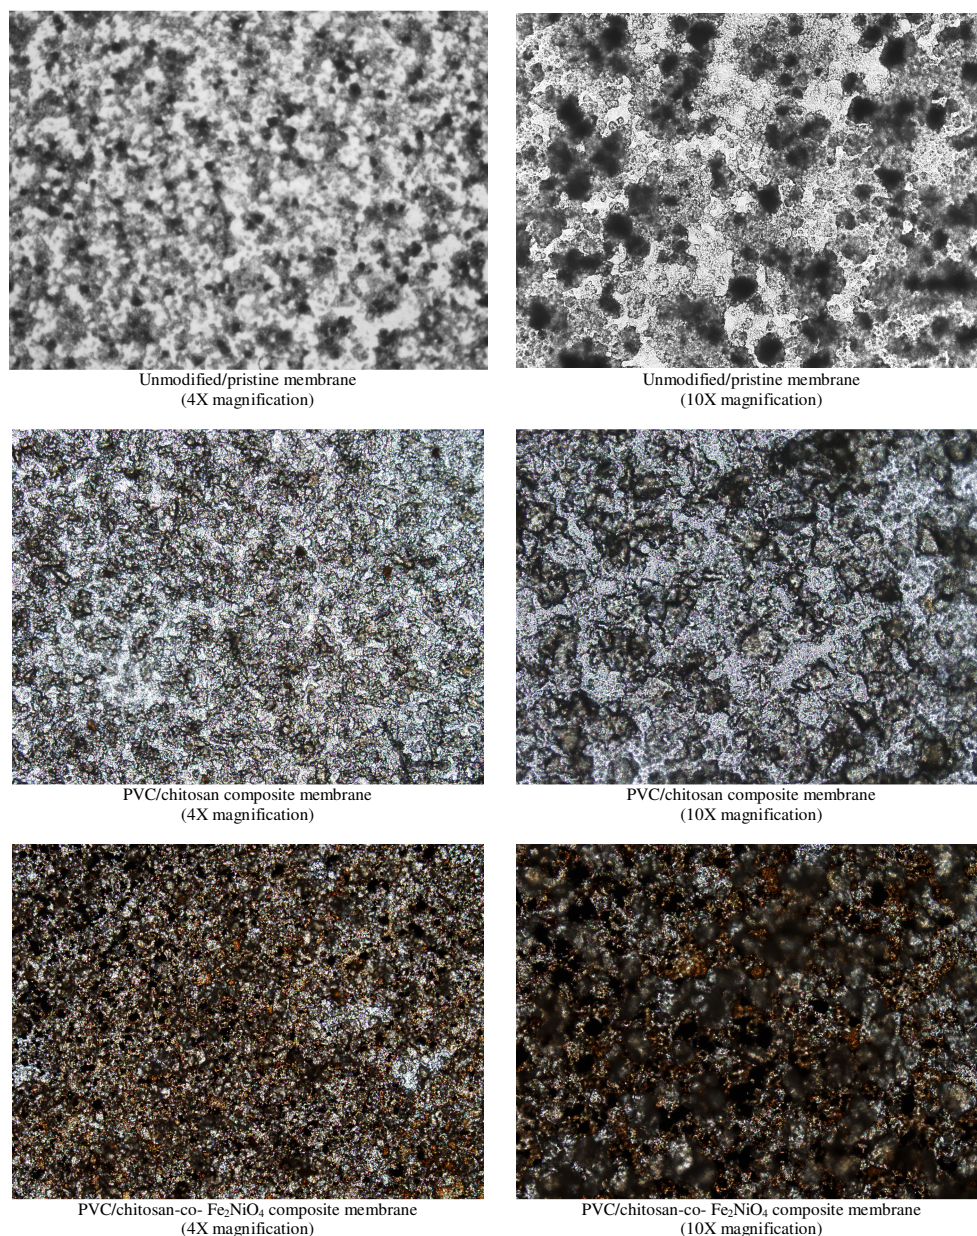 Unmodified/pristine membrane
(4X magnification)
Unmodified/pristine membrane
(10X magnification)
PVC/chitosan composite membrane
(4X magnification)
PVC/chitosan composite membrane
(10X magnification)
PVC/chitosan-co- Fe₂NiO₄ composite membrane
(4X magnification)
PVC/chitosan-co- Fe₂NiO₄ composite membrane
(10X magnification)